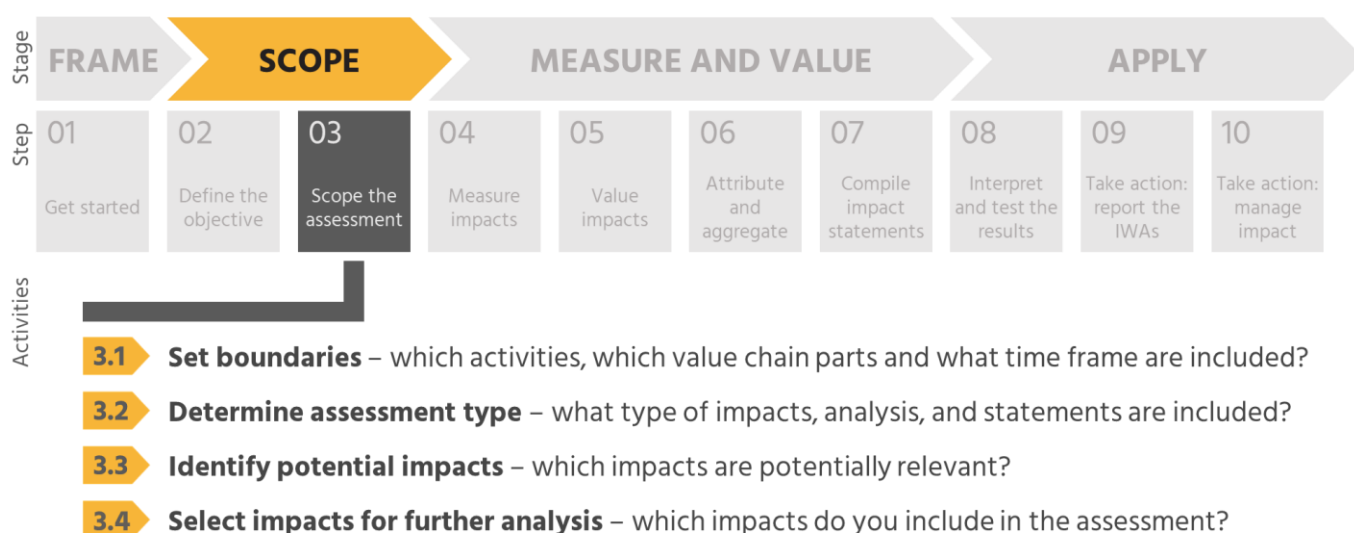 Stage
FRAME
SCOPE
MEASURE AND VALUE
APPLY
Step
01
Get started
02
Define the
objective
03
Scope the
assessment
04
Measure
impacts
05
Value
impacts
06
Attribute
and
aggregate
07
Compile
impact
statements
08
Interpret
and test the
results
09
Take action:
report the
IWAs
10
Take action:
manage
impact
Activities
3.1 Set boundaries – which activities, which value chain parts and what time frame are included?
3.2 Determine assessment type – what type of impacts, analysis, and statements are included?
3.3 Identify potential impacts – which impacts are potentially relevant?
3.4 Select impacts for further analysis – which impacts do you include in the assessment?